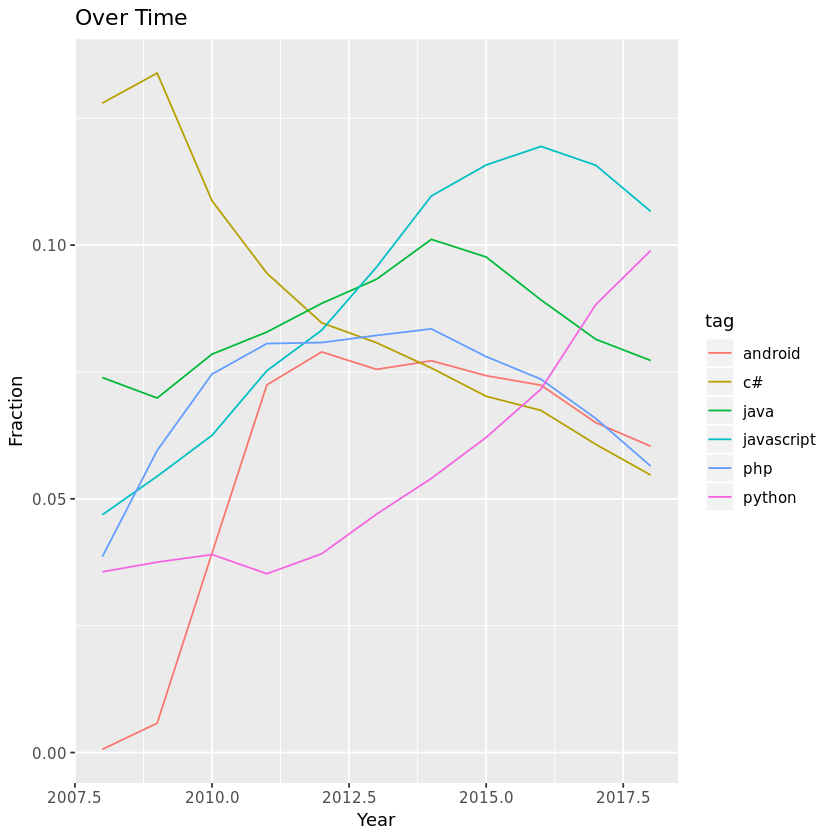 Over Time
Fraction
0.10
0.05
0.00
2007.5 2010.0 2012.5 2015.0 2017.5
Year
tag
android
c#
java
javascript
php
python